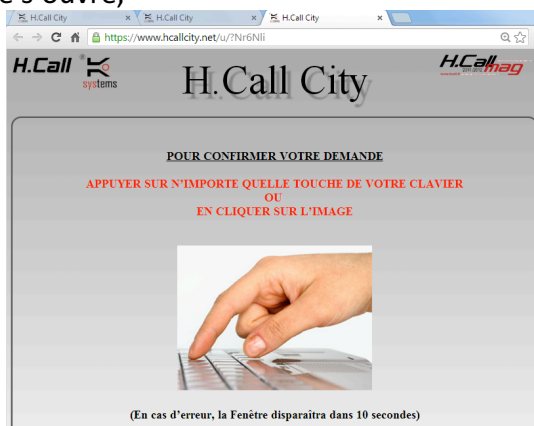 e s'ouvre,
H.Call City H.Call City H.Call City
https://www.hcallcity.net/u/?Nr6Nli
H.Call systems
H.Call City
H.Call mag
POUR CONFIRMER VOTRE DEMANDE
APPUYER SUR N'IMPORTE QUELLE TOUCHE DE VOTRE CLAVIER
OU
EN CLIQUER SUR L'IMAGE
(En cas d'erreur, la Fenêtre disparaîtra dans 10 secondes)